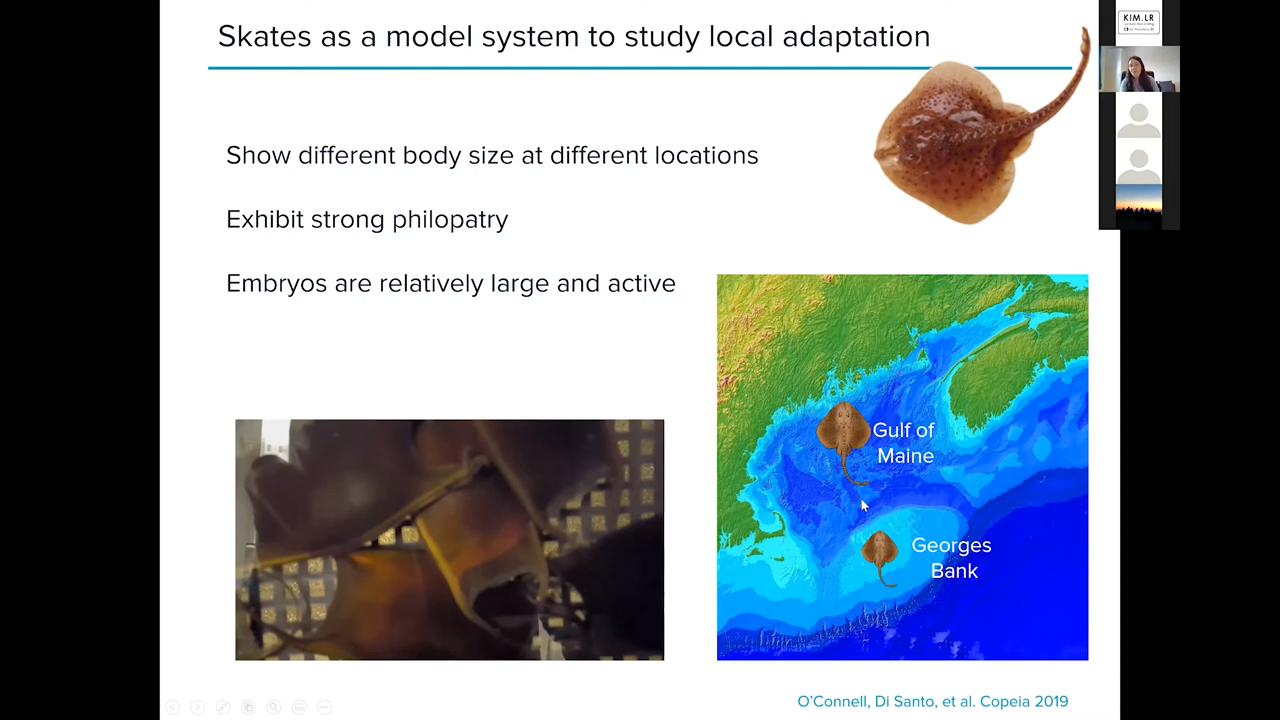 Skates as a model system to study local adaptation
KIM.LR
Show different body size at different locations
Exhibit strong philopatry
Embryos are relatively large and active
Gulf of
Maine
Georges
Bank
O'Connell, Di Santo, et al. Copeia 2019